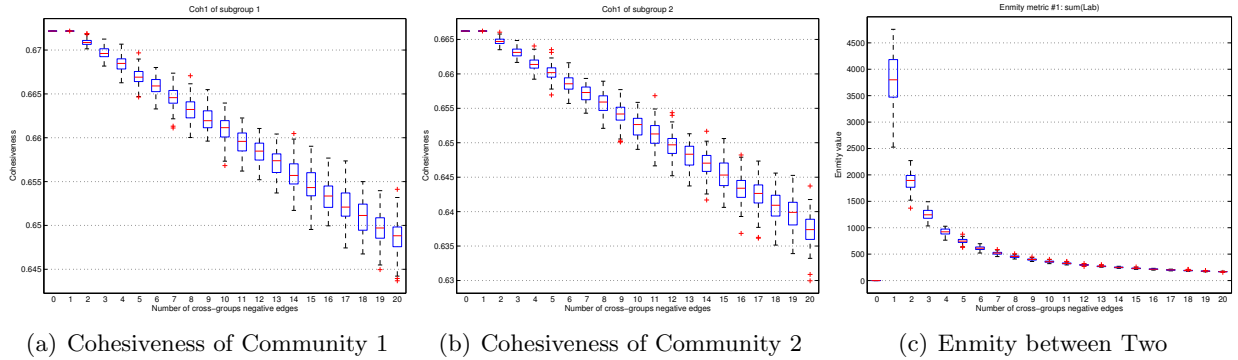 Coh1 of subgroup 1
0.67
0.665
0.66
0.655
0.65
0.645
Cohesiveness
0 1 2 3 4 5 6 7 8 9 10 11 12 13 14 15 16 17 18 19 20
Number of cross-groups negative edges
(a) Cohesiveness of Community 1
Coh1 of subgroup 2
0.665
0.66
0.655
0.65
0.645
0.64
0.635
0.63
Cohesiveness
0 1 2 3 4 5 6 7 8 9 10 11 12 13 14 15 16 17 18 19 20
Number of cross-groups negative edges
(b) Cohesiveness of Community 2
Enmity metric #1: sum(Lab)
4500
4000
3500
3000
2500
2000
1500
1000
500
0
Enmity value
0 1 2 3 4 5 6 7 8 9 10 11 12 13 14 15 16 17 18 19 20
Number of cross-groups negative edges
(c) Enmity between Two